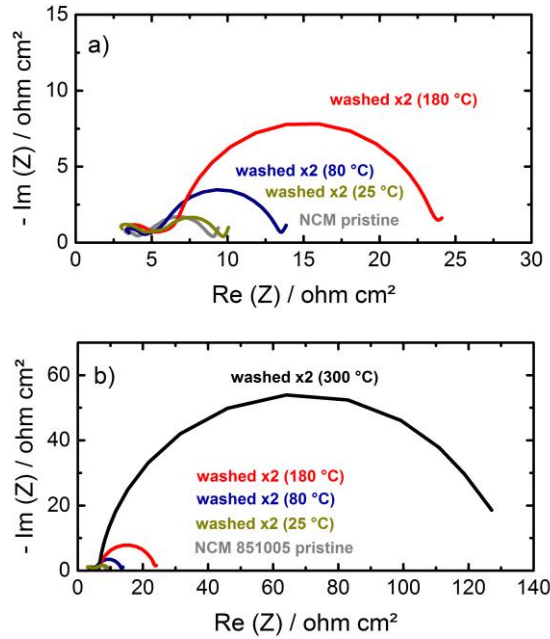 15
a)
washed x2 (180 °C)
10
washed x2 (80 °C)
5
washed x2 (25 °C)
NCM pristine
0
0 5 10 15 20 25 30
- Im (Z) / ohm cm²
Re (Z) / ohm cm²
b)
60
washed x2 (300 °C)
40
washed x2 (180 °C)
washed x2 (80 °C)
20
washed x2 (25 °C)
NCM 851005 pristine
0
0 20 40 60 80 100 120 140
- Im (Z) / ohm cm²
Re (Z) / ohm cm²